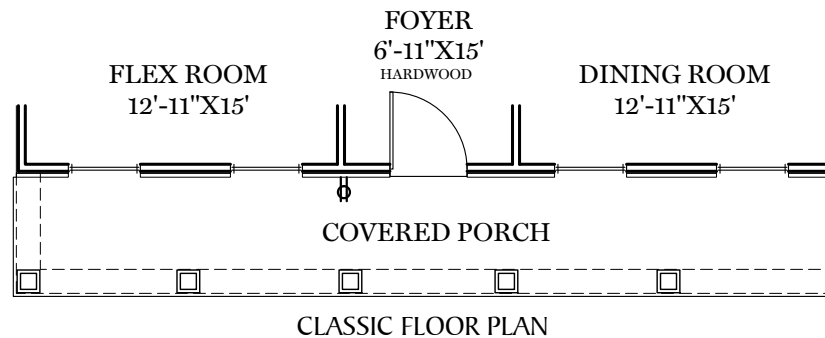 FOYER
6'-11"X15'
HARDWOOD
FLEX ROOM
12'-11"X15'
DINING ROOM
12'-11"X15'
COVERED PORCH
CLASSIC FLOOR PLAN